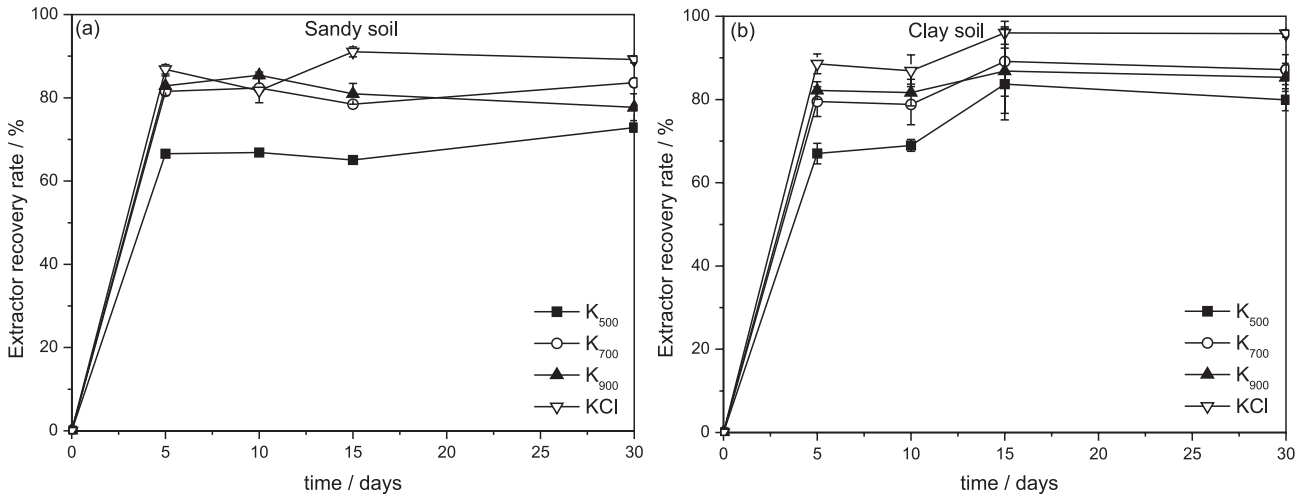 (a)
Sandy soil
Extractor recovery rate / %
100
80
60
40
20
0
K500
K700
K900
KCl
0 5 10 15 20 25 30
time / days
(b)
Clay soil
Extractor recovery rate / %
100
80
60
40
20
0
K500
K700
K900
KCl
0 5 10 15 20 25 30
time / days